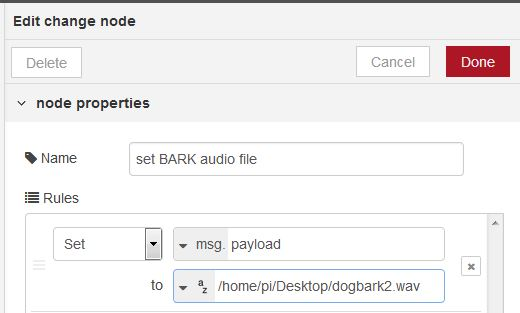 Edit change node
Delete Cancel Done
node properties
Name set BARK audio file
Rules
Set msg. payload
to a z /home/pi/Desktop/dogbark2.wav